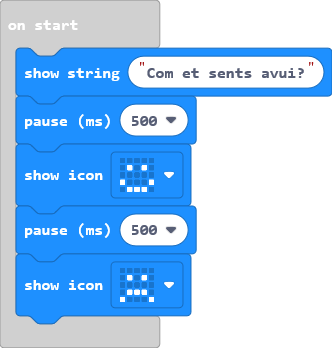 on start
show string "Com et sents avui?"
pause (ms) 500
show icon
pause (ms) 500
show icon